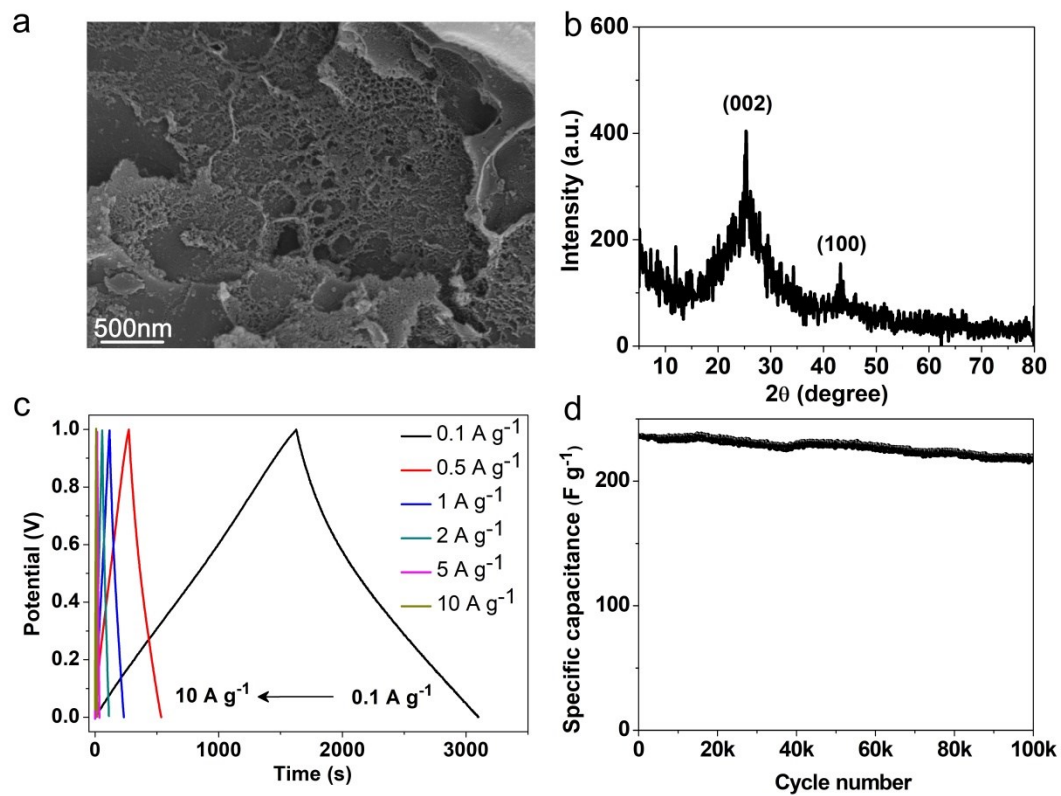 a
500nm
b
600
400
200
0
Intensity (a.u.)
(002)
(100)
10 20 30 40 50 60 70 80
2θ (degree)
c
1.0
0.8
0.6
0.4
0.2
0.0
Potential (V)
0.1 A g⁻¹
0.5 A g⁻¹
1 A g⁻¹
2 A g⁻¹
5 A g⁻¹
10 A g⁻¹
10 A g⁻¹ ← 0.1 A g⁻¹
0 1000 2000 3000
Time (s)
d
200
100
0
Specific capacitance (F g⁻¹)
0 20k 40k 60k 80k 100k
Cycle number